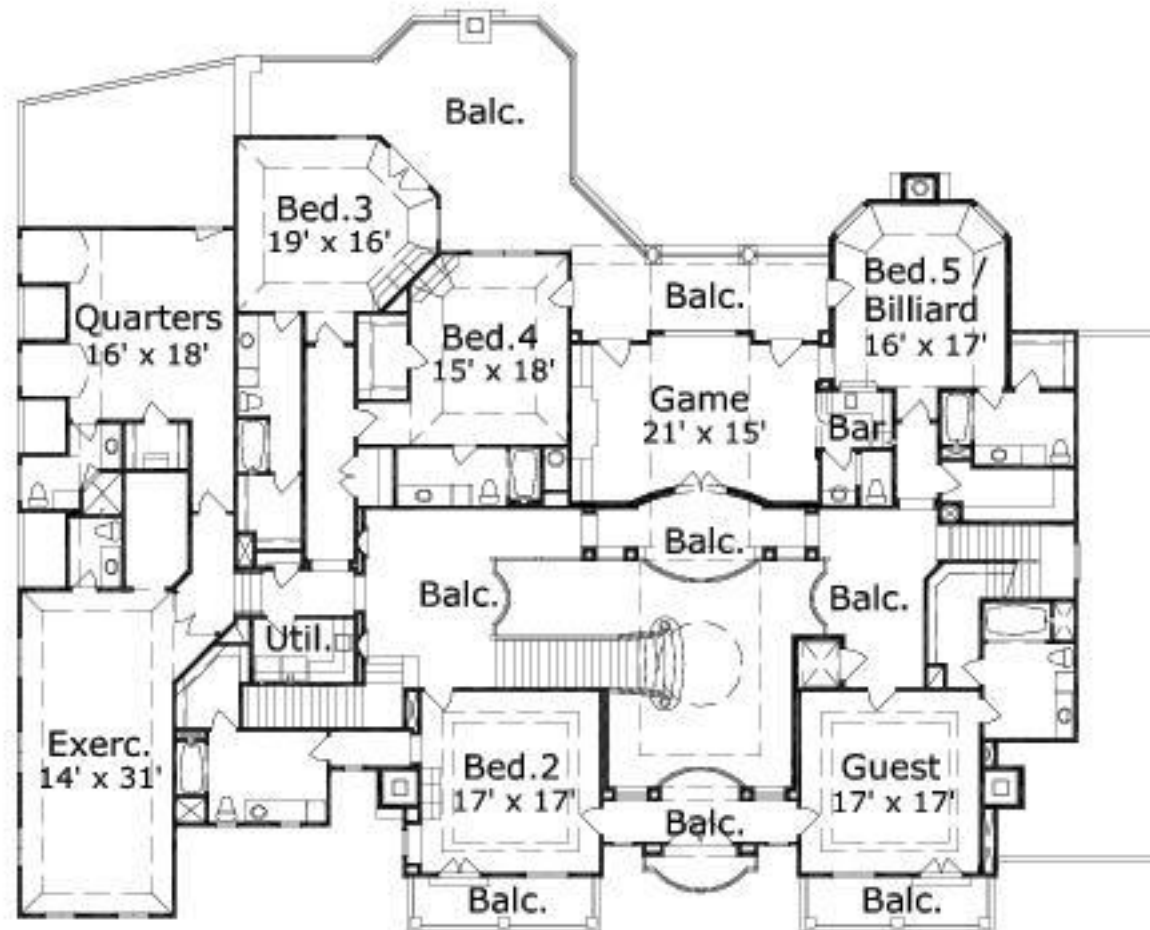 Balc.
Bed.3
19' x 16'
Quarters
16' x 18'
Bed.4
15' x 18'
Balc.
Bed.5 /
Billiard
16' x 17'
Game
21' x 15'
Bar
Balc.
Balc.
Balc.
Util.
Exerc.
14' x 31'
Bed.2
17' x 17'
Balc.
Guest
17' x 17'
Balc.
Balc.